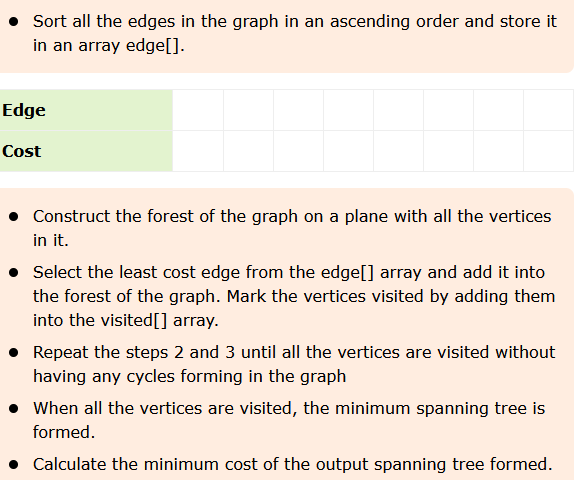 Sort all the edges in the graph in an ascending order and store it
in an array edge[].
Edge
Cost
Construct the forest of the graph on a plane with all the vertices
in it.
Select the least cost edge from the edge[] array and add it into
the forest of the graph. Mark the vertices visited by adding them
into the visited[] array.
Repeat the steps 2 and 3 until all the vertices are visited without
having any cycles forming in the graph
When all the vertices are visited, the minimum spanning tree is
formed.
Calculate the minimum cost of the output spanning tree formed.